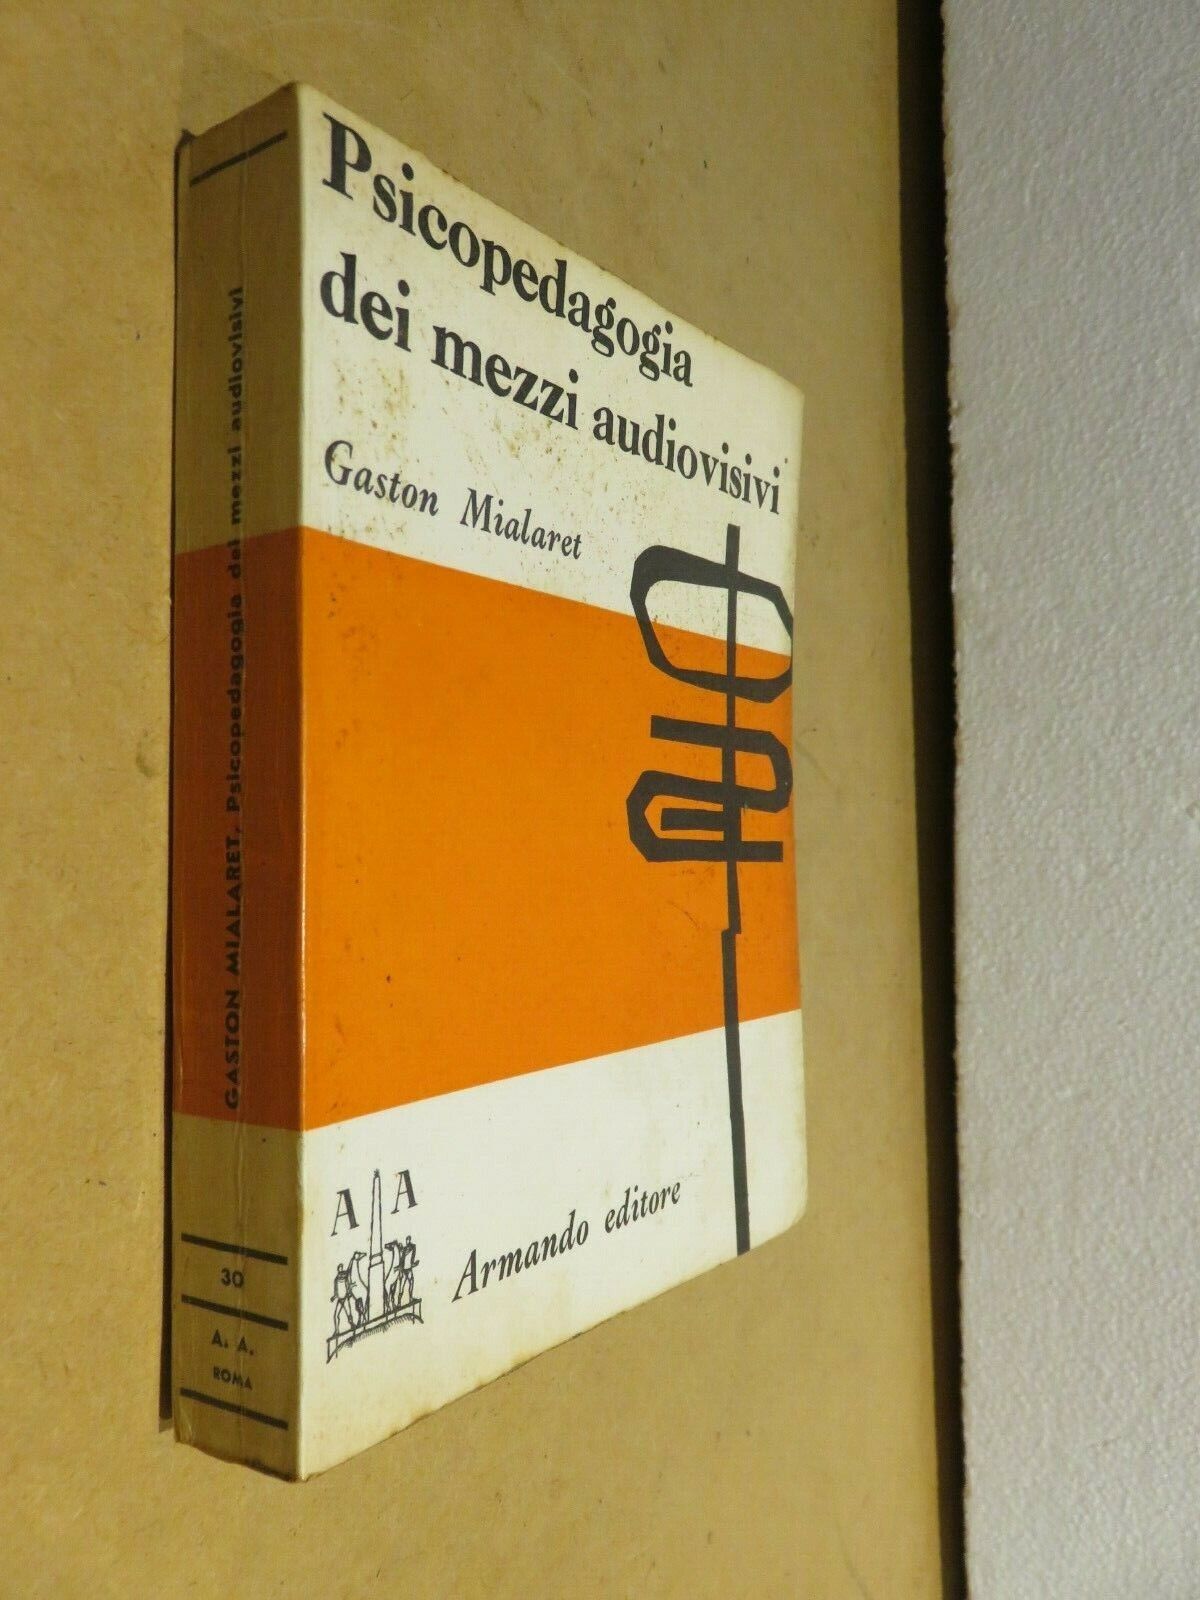 Psicopedagogia
dei mezzi audiovisivi
Gaston Mialaret
A A
Armando editore
GASTON MIALARET, Psicopedagogia dei mezzi audiovisivi
30
A. A.
ROMA